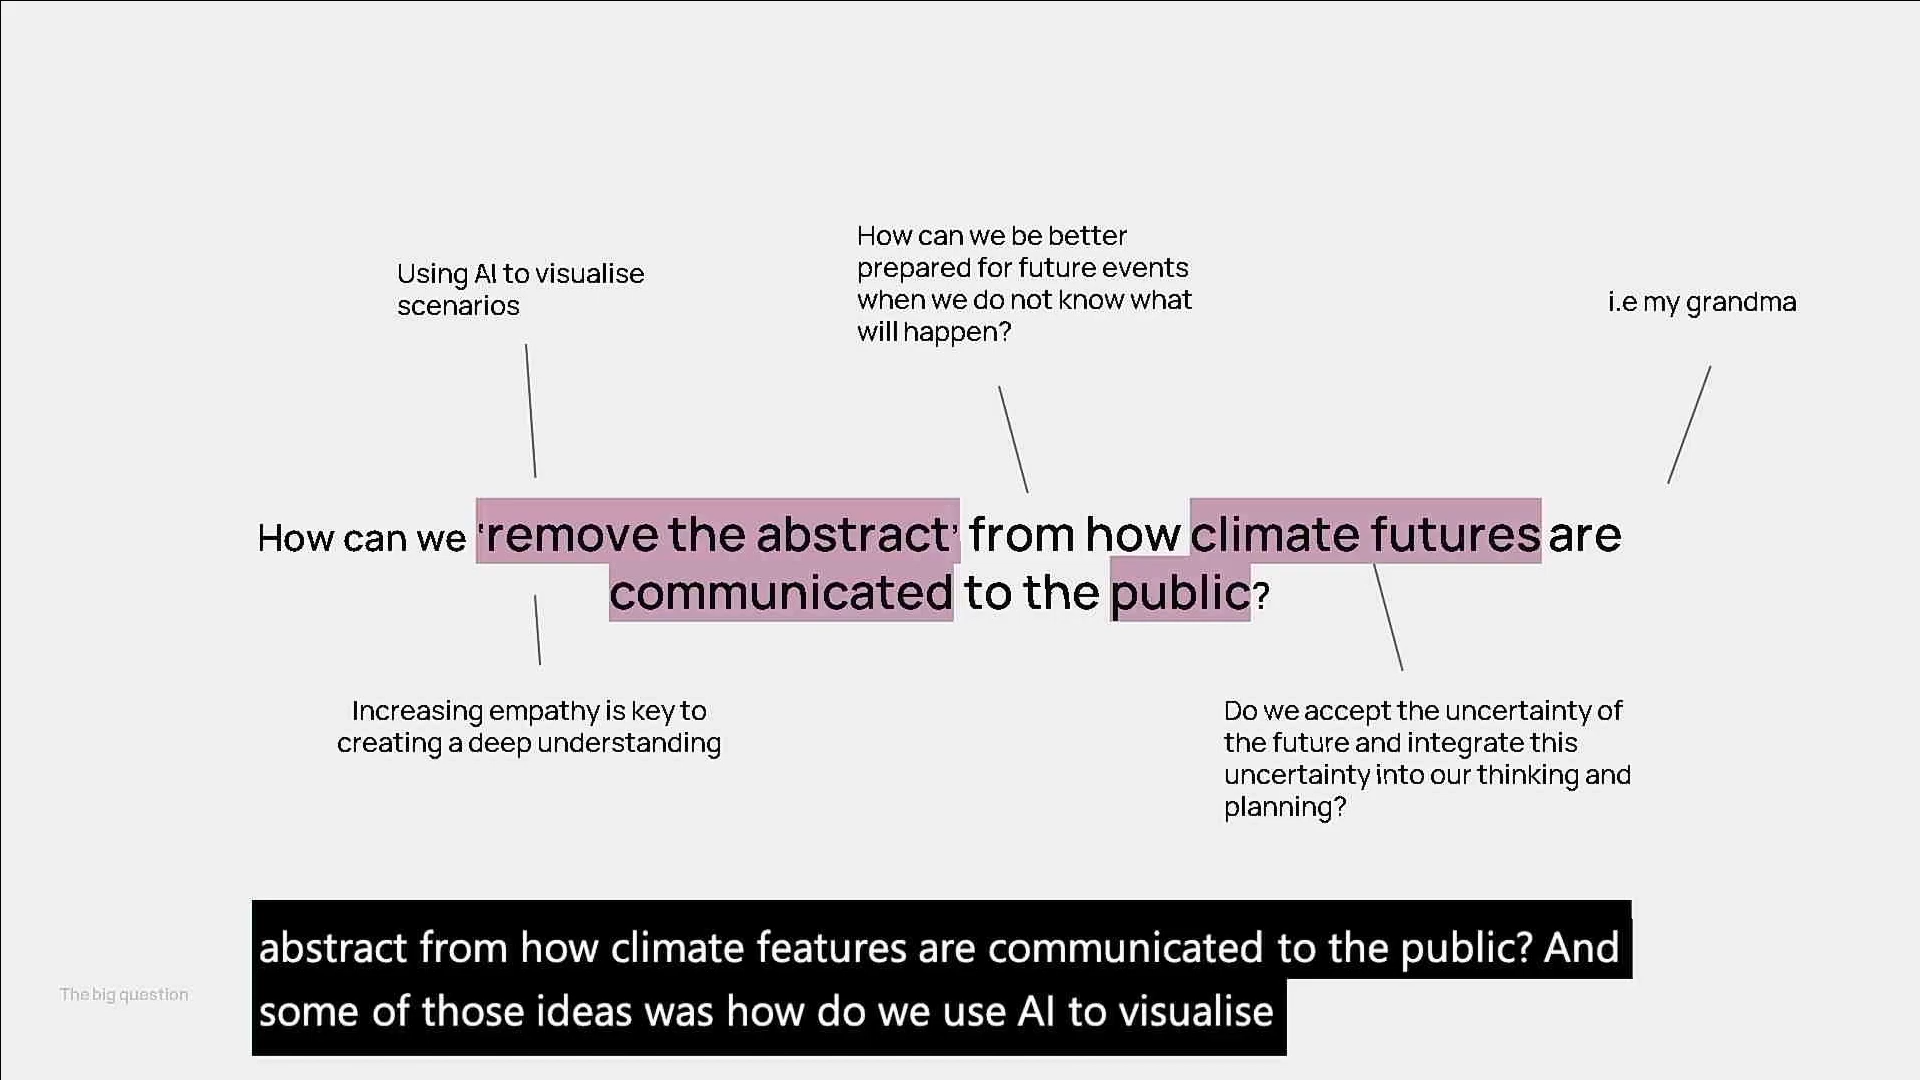 How can we be better
prepared for future events
when we do not know what
will happen?
Using AI to visualise
scenarios
i.e my grandma
How can we 'remove the abstract' from how climate futures are
communicated to the public?
Increasing empathy is key to
creating a deep understanding
Do we accept the uncertainty of
the future and integrate this
uncertainty into our thinking and
planning?
abstract from how climate features are communicated to the public? And
some of those ideas was how do we use AI to visualise
The big question